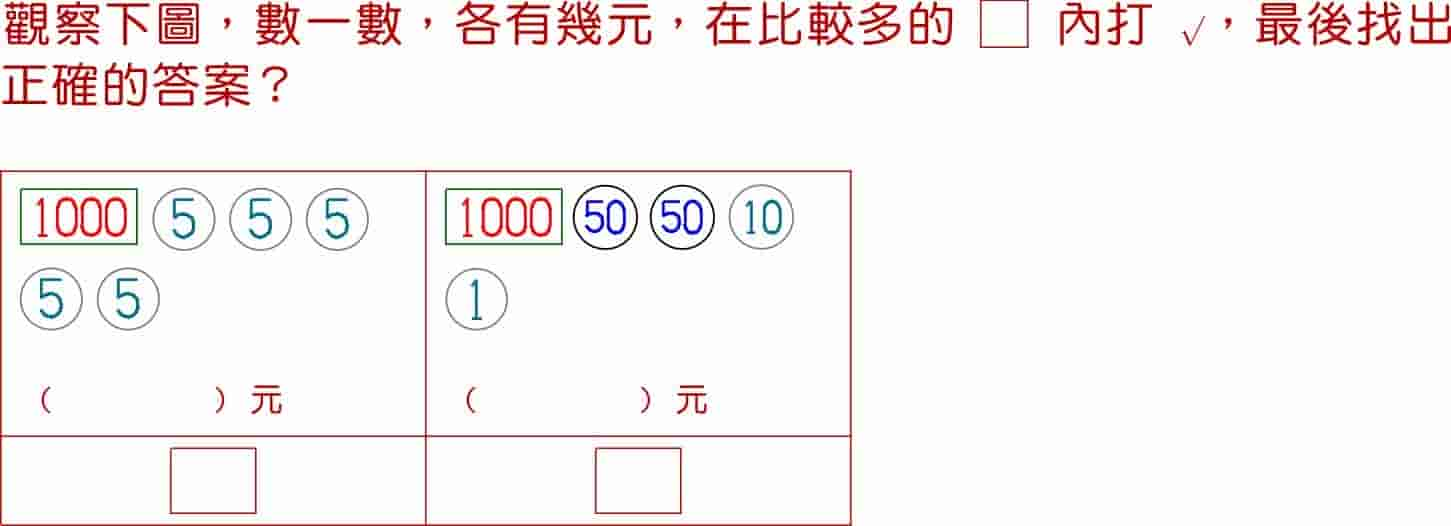 觀察下圖，數一數，各有幾元，在比較多的 □ 內打 √，最後找出
正確的答案？
1000 5 5 5
5 5
（ ）元
1000 50 50 10
1
（ ）元